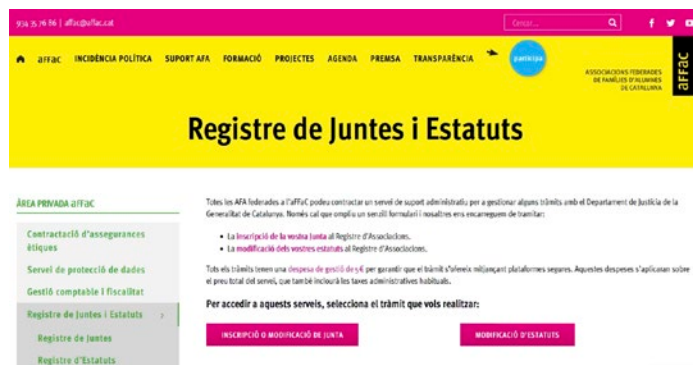 934 35 76 86 | affac@affac.cat
Cercar...
aFFaC INCIDÈNCIA POLÍTICA SUPORT AFA FORMACIÓ PROJECTES AGENDA PREMSA TRANSPARÈNCIA participa
ASSOCIACIONS FEDERADES
DE FAMÍLIES D'ALUMNES
DE CATALUNYA
aFFaC
Registre de Juntes i Estatuts
ÀREA PRIVADA aFFaC
Contractació d'assegurances
ètiques
Servei de protecció de dades
Gestió comptable i fiscalitat
Registre de Juntes i Estatuts
Registre de Juntes
Registre d'Estatuts
Totes les AFA federades a l'aFFaC podeu contractar un servei de suport administratiu per a gestionar alguns tràmits amb el Departament de Justícia de la
Generalitat de Catalunya. Només cal que ompliu un senzill formulari i nosaltres ens encarreguem de tramitar:
La inscripció de la vostra Junta al Registre d'Associacions.
La modificació dels vostres estatuts al Registre d'Associacions.
Tots els tràmits tenen una despesa de gestió de 5€ per garantir que el tràmit s'ofereix mitjançant plataformes segures. Aquestes despeses s'aplicaran sobre
el preu total del servei, que també inclourà les taxes administratives habituals.
Per accedir a aquests serveis, selecciona el tràmit que vols realitzar:
INSCRIPCIÓ O MODIFICACIÓ DE JUNTA
MODIFICACIÓ D'ESTATUTS